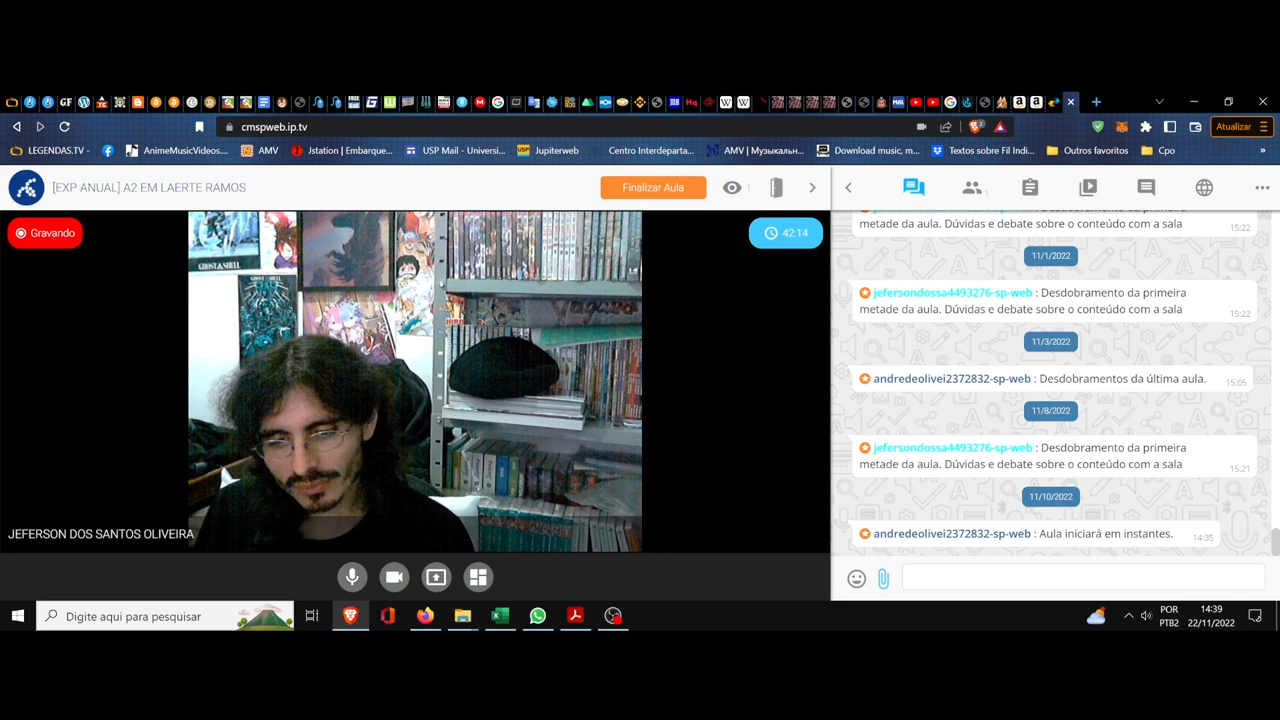 cmspweb.ip.tv
Atualizar
LEGENDAS.TV -
AnimeMusicVideos....
AMV
Jstation | Embarque...
USP Mail - Universi...
Jupiterweb
Centro Interdeparta...
AMV | Музыкальн...
Download music, m...
Textos sobre Fil Indi...
Outros favoritos
Cpo
»
[EXP ANUAL] A2 EM LAERTE RAMOS
Finalizar Aula
1
1
Gravando
42:14
GHOST IN THE SHELL
JEFERSON DOS SANTOS OLIVEIRA
metade da aula. Dúvidas e debate sobre o conteúdo com a sala
15:22
11/1/2022
jefersondossa4493276-sp-web : Desdobramento da primeira
metade da aula. Dúvidas e debate sobre o conteúdo com a sala
15:22
11/3/2022
andredeolivei2372832-sp-web : Desdobramentos da última aula.
15:05
11/8/2022
jefersondossa4493276-sp-web : Desdobramento da primeira
metade da aula. Dúvidas e debate sobre o conteúdo com a sala
15:21
11/10/2022
andredeolivei2372832-sp-web : Aula iniciará em instantes.
14:35
Digite aqui para pesquisar
POR
PTB2
14:39
22/11/2022